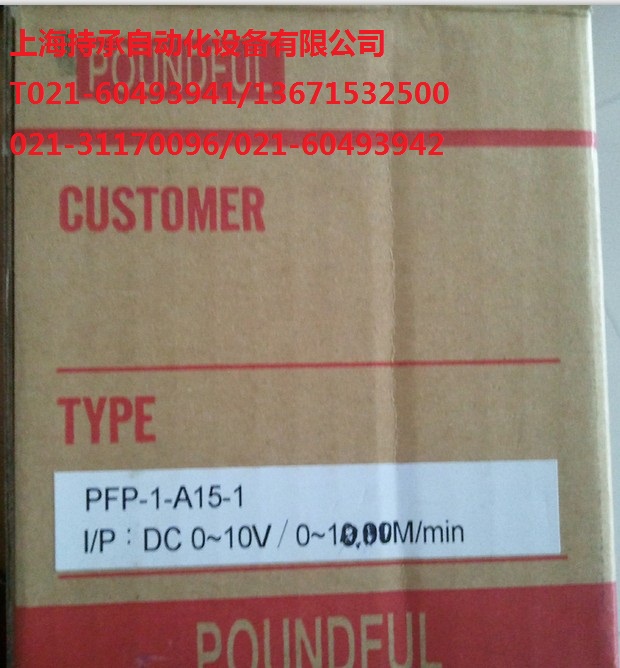 上海持承自动化设备有限公司
POUNDFUL
T021-60493941/13671532500
021-31170096/021-60493942
CUSTOMER
TYPE
PFP-1-A15-1
I/P：DC 0~10V / 0~10.00M/min
POUNDFUL